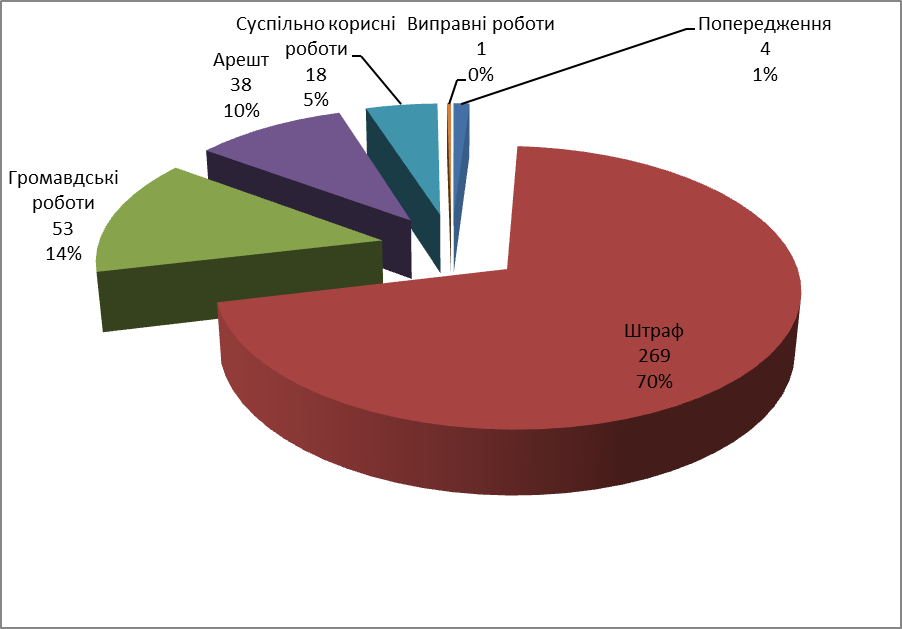 Суспільно корисні
роботи
18
5%
Виправні роботи
1
0%
Попередження
4
1%
Арешт
38
10%
Громавдські
роботи
53
14%
Штраф
269
70%